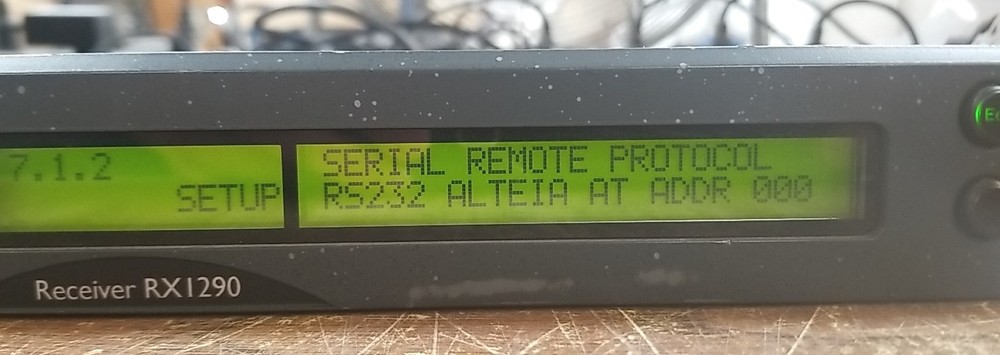 7.1.2
SETUP
SERIAL REMOTE PROTOCOL
RS232 ALTEIA AT ADDR 000
Receiver RX1290